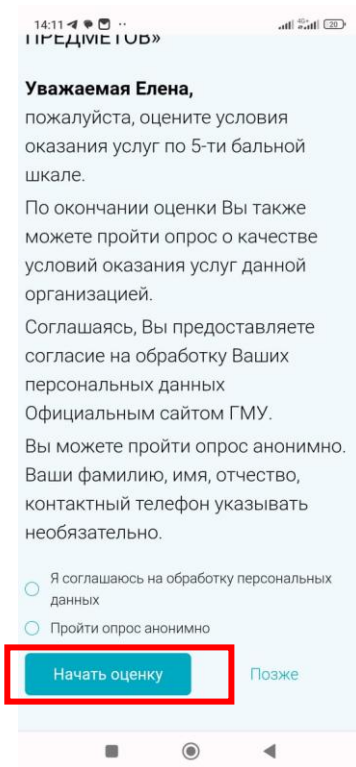 14:11
4G+
20
ПРЕДМЕТОВ»
Уважаемая Елена,
пожалуйста, оцените условия
оказания услуг по 5-ти бальной
шкале.
По окончании оценки Вы также
можете пройти опрос о качестве
условий оказания услуг данной
организацией.
Соглашаясь, Вы предоставляете
согласие на обработку Ваших
персональных данных
Официальным сайтом ГМУ.
Вы можете пройти опрос анонимно.
Ваши фамилию, имя, отчество,
контактный телефон указывать
необязательно.
Я соглашаюсь на обработку персональных
данных
Пройти опрос анонимно
Начать оценку Позже